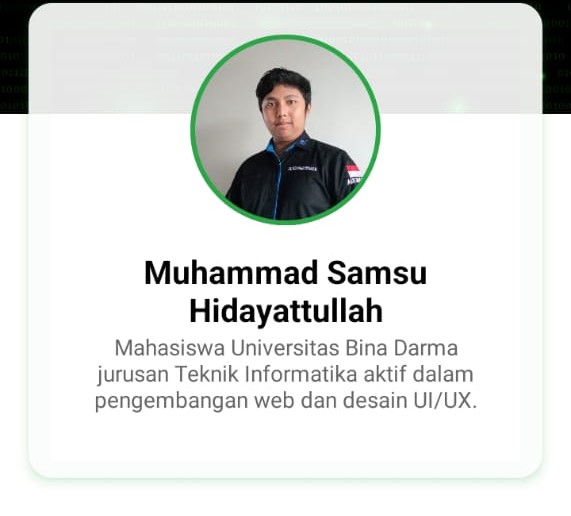 Muhammad Samsu
Hidayattullah
Mahasiswa Universitas Bina Darma
jurusan Teknik Informatika aktif dalam
pengembangan web dan desain UI/UX.